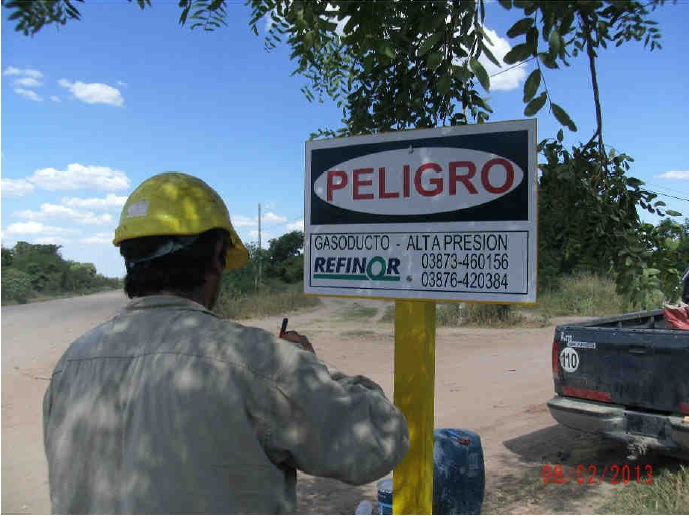 PELIGRO
GASODUCTO - ALTA PRESION
REFINOR
03873-460156
03876-420384
110
08/02/2013